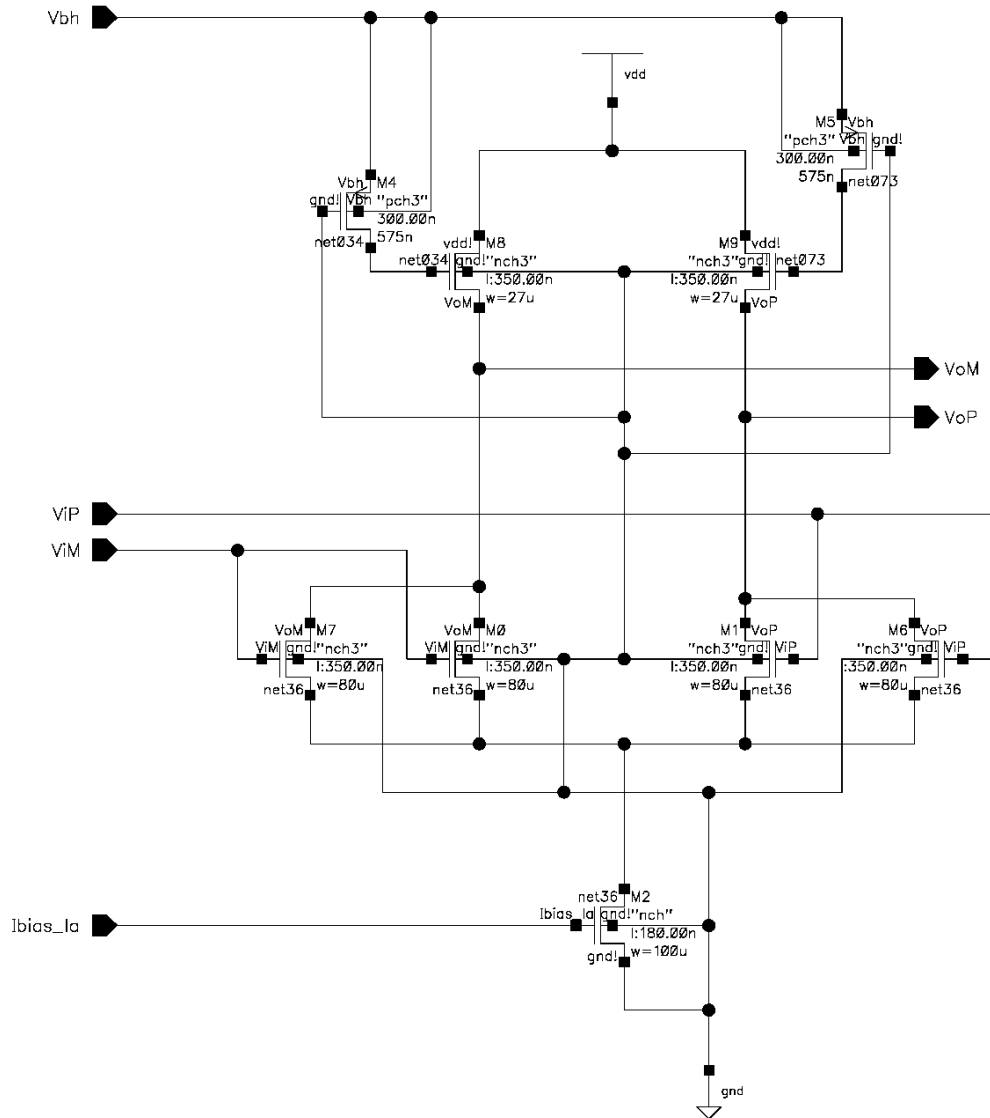 Vbh
vdd
M5 Vbh
"pch3" Vbh gnd!
300.00n
575n net073
Vbh M4
gnd! Vbh "pch3"
300.00n
net034 575n
vdd! M8
net034 gnd! "nch3"
l:350.00n
VoM w=27u
M9 vdd!
"nch3" gnd! net073
l:350.00n
w=27u VoP
VoM
VoP
ViP
ViM
VoM M7
ViM gnd! "nch3"
l:350.00n
net36 w=80u
VoM M0
ViM gnd! "nch3"
l:350.00n
net36 w=80u
M1 VoP
"nch3" gnd! ViP
l:350.00n
w=80u net36
M6 VoP
"nch3" gnd! ViP
:350.00n
w=80u net36
net36 M2
Ibias_la gnd! "nch"
l:180.00n
gnd! w=100u
Ibias_la
gnd